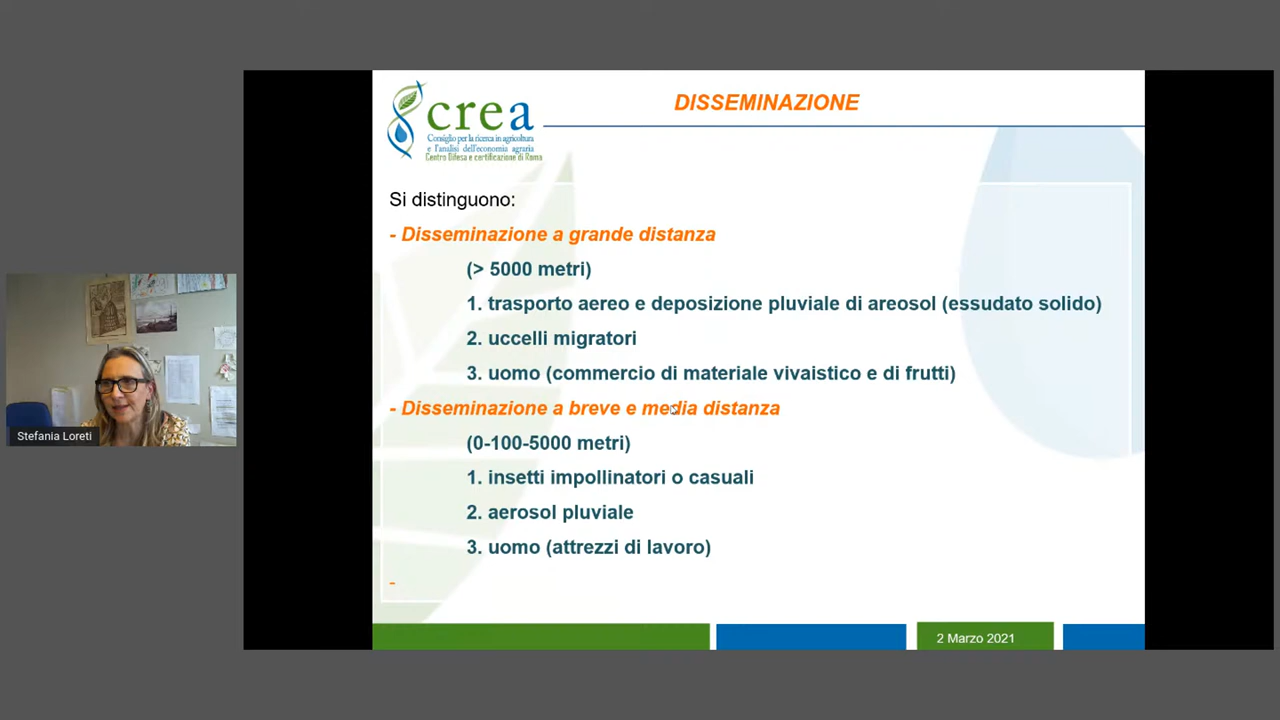 crea
Consiglio per la ricerca in agricoltura
e l'analisi dell'economia agraria
Centro Difesa e certificazione di Roma
DISSEMINAZIONE
Si distinguono:
- Disseminazione a grande distanza
(> 5000 metri)
1. trasporto aereo e deposizione pluviale di areosol (essudato solido)
2. uccelli migratori
3. uomo (commercio di materiale vivaistico e di frutti)
- Disseminazione a breve e media distanza
(0-100-5000 metri)
1. insetti impollinatori o casuali
2. aerosol pluviale
3. uomo (attrezzi di lavoro)
-
2 Marzo 2021
Stefania Loreti